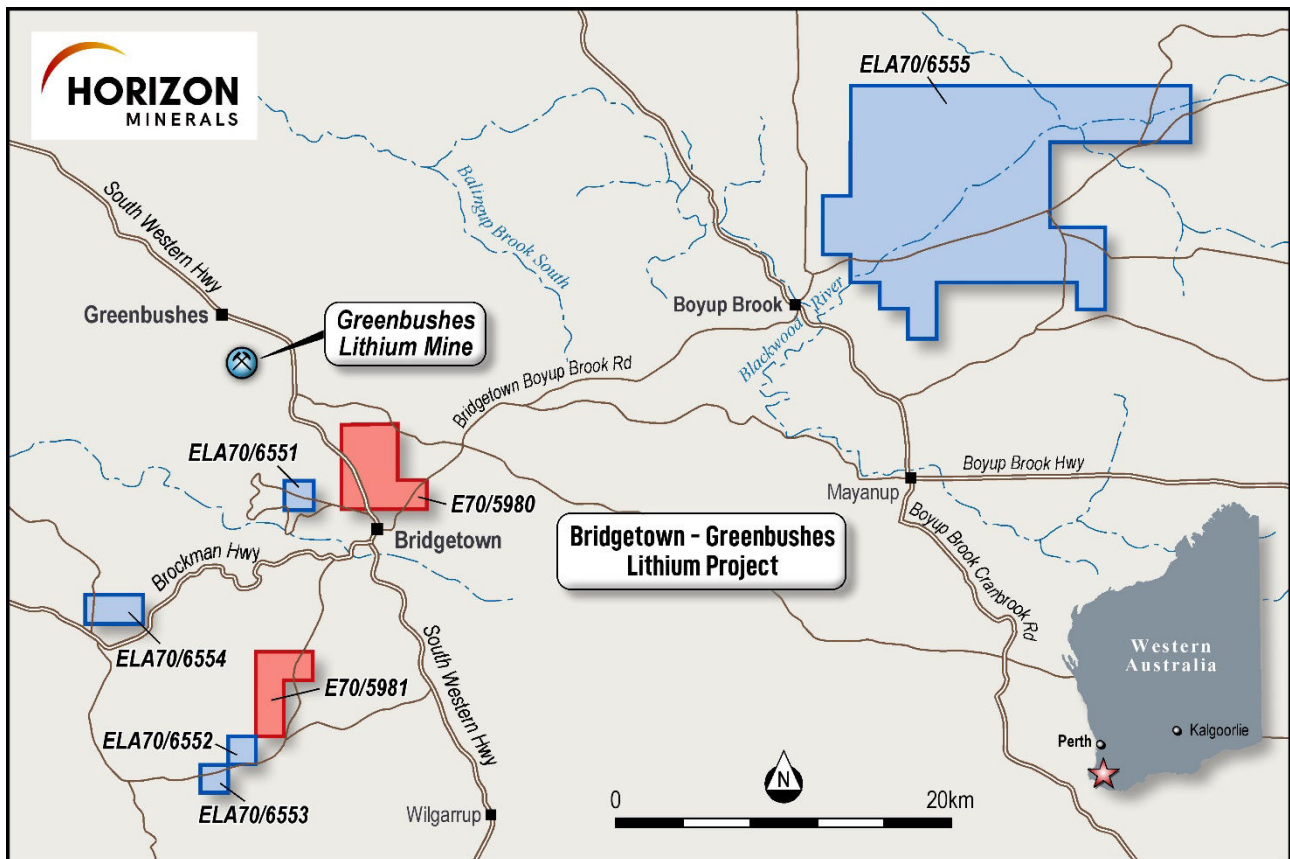 HORIZON
MINERALS
ELA70/6555
South Western Hwy
Balingup Brook South
Greenbushes
Greenbushes
Lithium Mine
Boyup Brook
Blackwood River
Bridgetown Boyup Brook Rd
ELA70/6551
E70/5980
Mayanup
Boyup Brook Hwy
Bridgetown
Bridgetown - Greenbushes
Lithium Project
Brockman Hwy
Boyup Brook Cranbrook Rd
ELA70/6554
South Western Hwy
E70/5981
Western
Australia
ELA70/6552
Perth
Kalgoorlie
ELA70/6553
Wilgarrup
N
0
20km